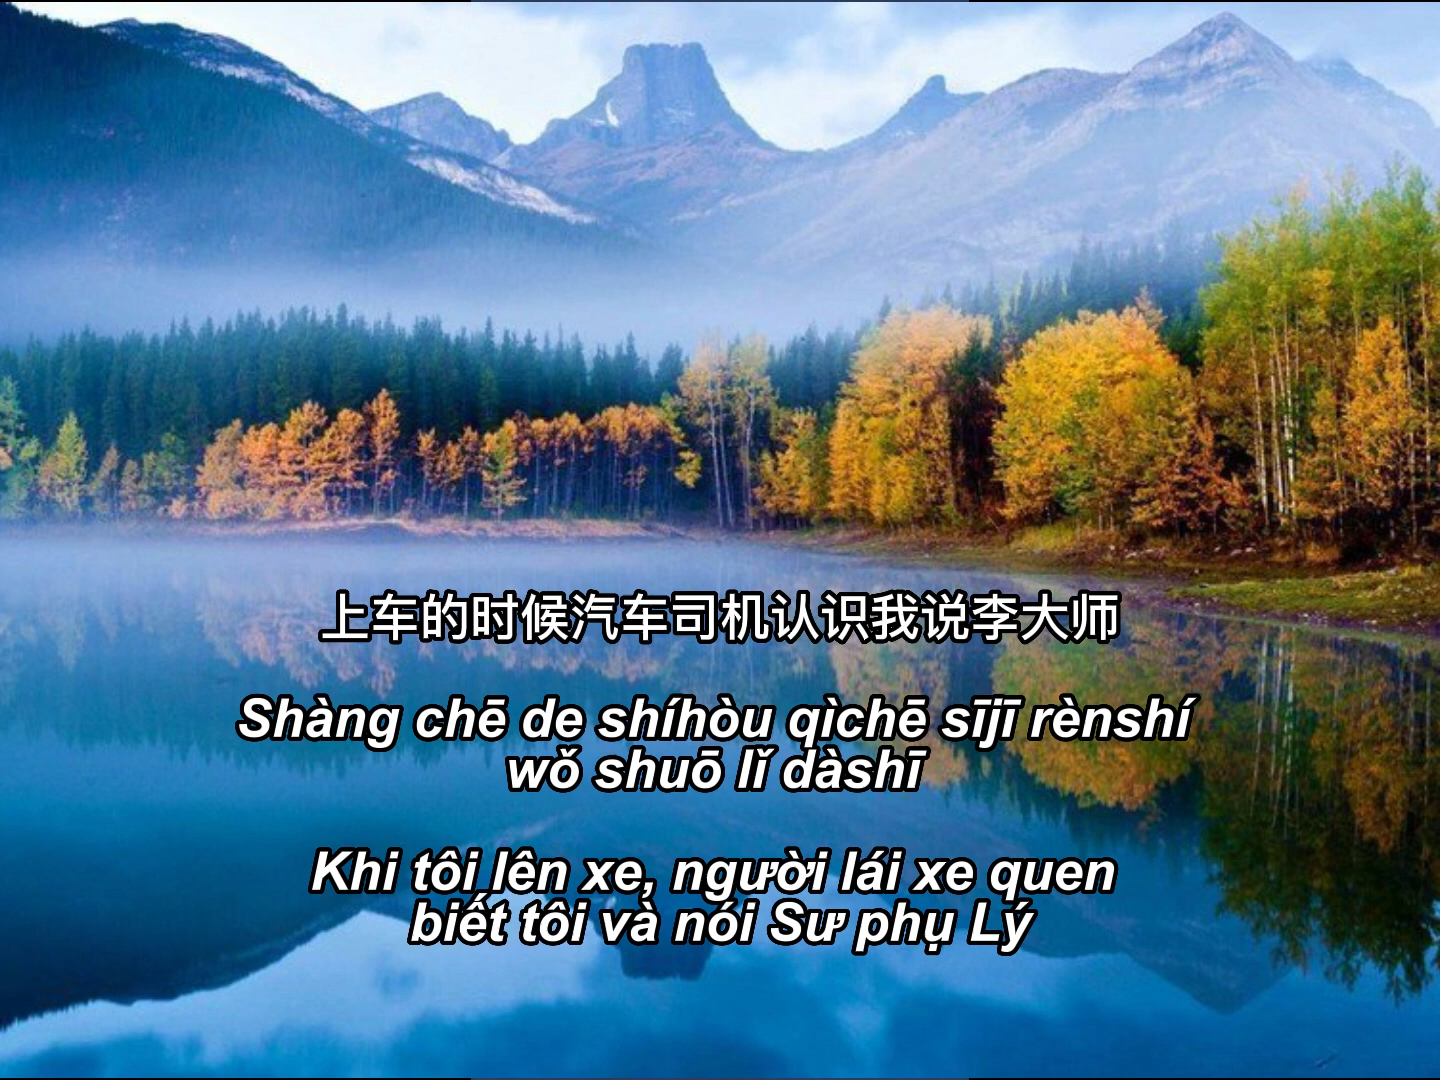 上车的时候汽车司机认识我说李大师
Shàng chē de shíhòu qìchē sījī rènshí
wǒ shuō lǐ dàshī
Khi tôi lên xe, người lái xe quen
biết tôi và nói Sư phụ Lý